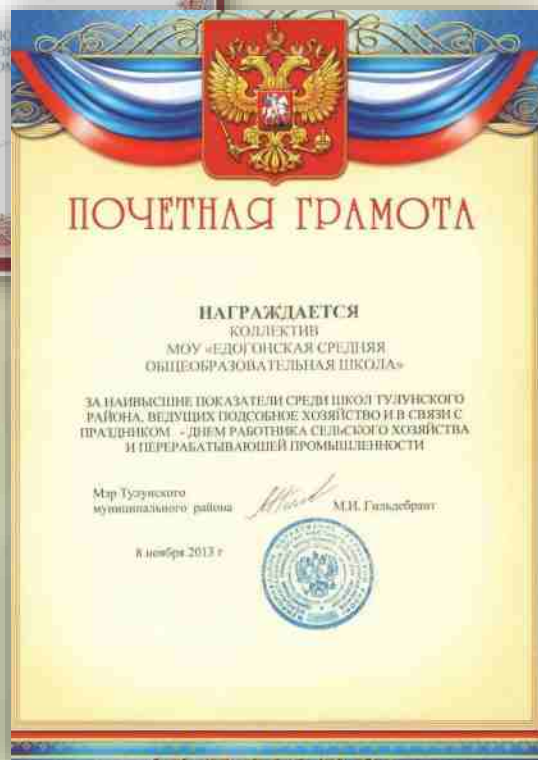 ПОЧЕТНАЯ ГРАМОТА
НАГРАЖДАЕТСЯ
КОЛЛЕКТИВ
МОУ «ЕДОГОНСКАЯ СРЕДНЯЯ
ОБЩЕОБРАЗОВАТЕЛЬНАЯ ШКОЛА»
ЗА НАИВЫСШИЕ ПОКАЗАТЕЛИ СРЕДИ ШКОЛ ТУЛУНСКОГО
РАЙОНА, ВЕДУЩИХ ПОДСОБНОЕ ХОЗЯЙСТВО И В СВЯЗИ С
ПРАЗДНИКОМ - ДНЕМ РАБОТНИКА СЕЛЬСКОГО ХОЗЯЙСТВА
И ПЕРЕРАБАТЫВАЮЩЕЙ ПРОМЫШЛЕННОСТИ
Мэр Тулунского
муниципального района М.И. Гильдебрант
8 ноября 2013 г